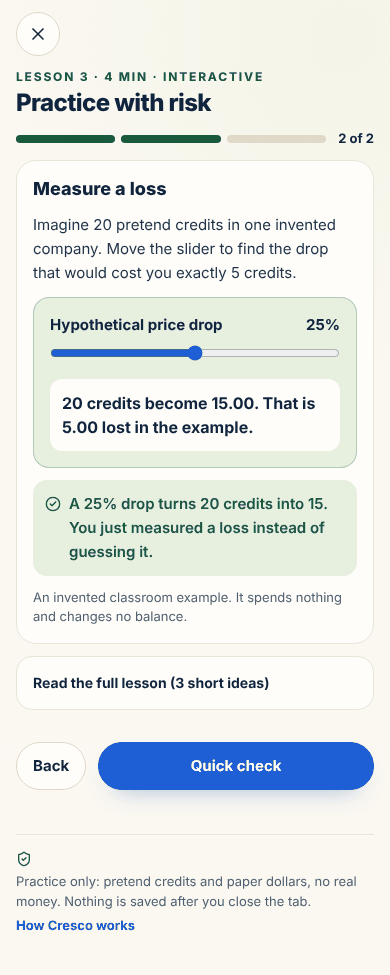 LESSON 3 · 4 MIN · INTERACTIVE
Practice with risk
2 of 2
Measure a loss
Imagine 20 pretend credits in one invented
company. Move the slider to find the drop
that would cost you exactly 5 credits.
Hypothetical price drop 25%
20 credits become 15.00. That is
5.00 lost in the example.
A 25% drop turns 20 credits into 15.
You just measured a loss instead of
guessing it.
An invented classroom example. It spends nothing
and changes no balance.
Read the full lesson (3 short ideas)
Back Quick check
Practice only: pretend credits and paper dollars, no real
money. Nothing is saved after you close the tab.
How Cresco works